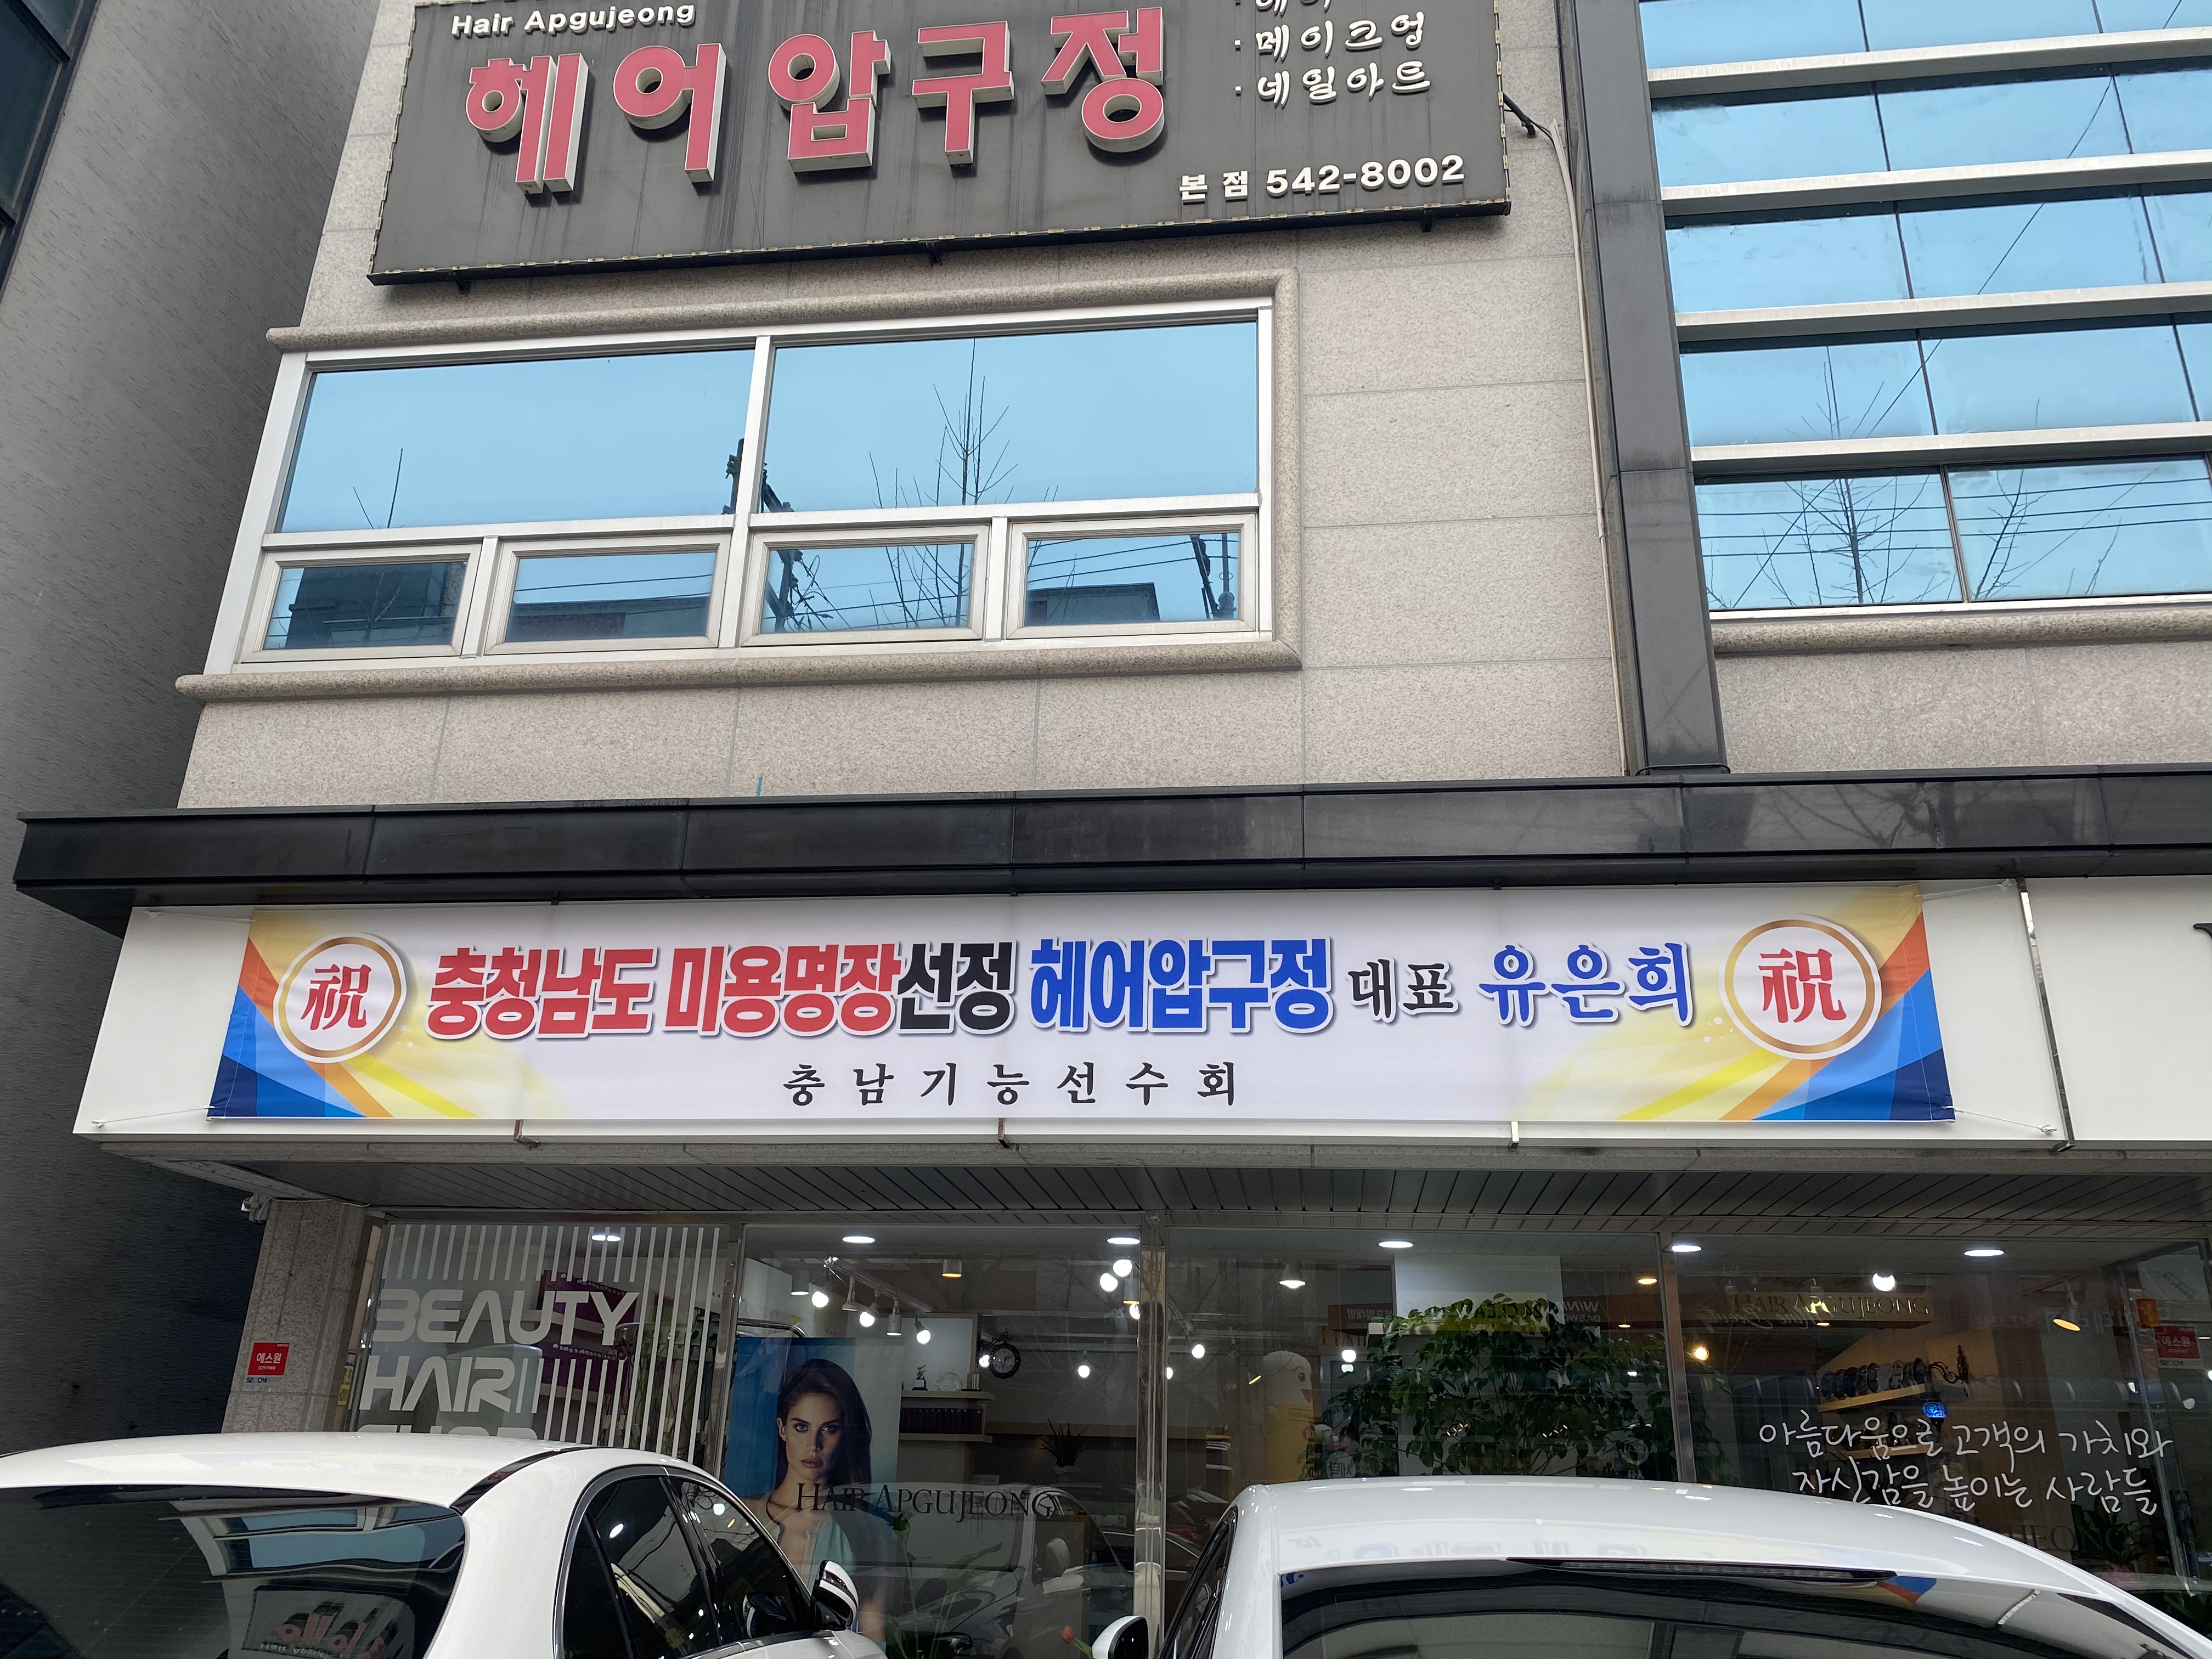 Hair Apgujeong
헤어압구정
· 메이크업
· 네일아트
본점 542-8002
祝 충청남도 미용명장선정 헤어압구정 대표 유은희 祝
충남기능선수회
BEAUTY
HAIR
에스원
HAIR APGUJEONG
HAIR APGUJEONG
아름다움으로 고객의 가치와
자신감을 높이는 사람들